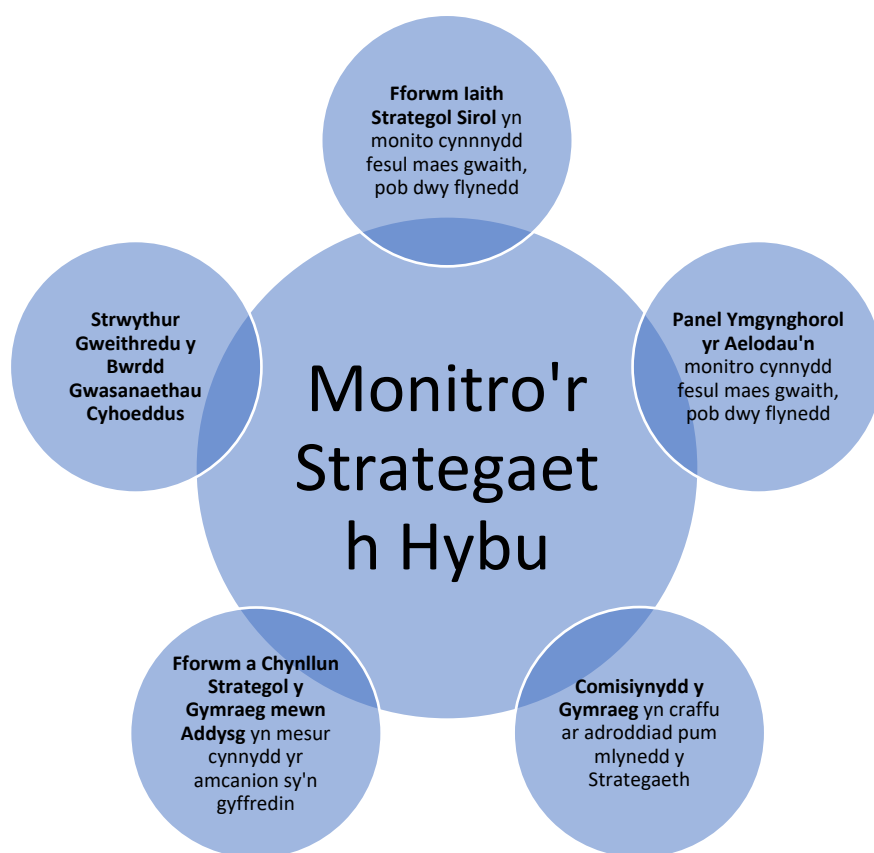 Fforwm Iaith
Strategol Sirol yn
monito cynnnydd
fesul maes gwaith,
pob dwy flynedd
Panel Ymgynghorol
yr Aelodau'n
monitro cynnydd
fesul maes gwaith,
pob dwy flynedd
Comisiynydd y
Gymraeg yn craffu
ar adroddiad pum
mlynedd y
Strategaeth
Fforwm a Chynllun
Strategol y
Gymraeg mewn
Addysg yn mesur
cynnydd yr
amcanion sy'n
gyffredin
Strwythur
Gweithredu y
Bwrdd
Gwasanaethau
Cyhoeddus
Monitro'r
Strategaet
h Hybu